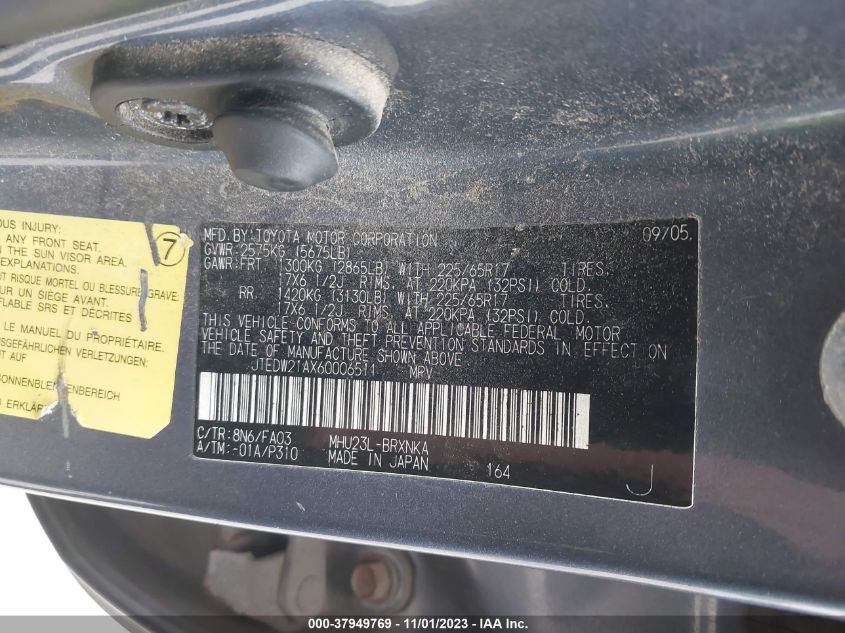 OUS INJURY:
ANY FRONT SEAT.
THE SUN VISOR AREA.
EXPLANATIONS.
7
UT RISQUE MORTEL OU BLESSURE GRAVE:
UR UN SIÈGE AVANT.
FLABLE SRS ET DÉCRITES
LE MANUEL DU PROPRIÉTAIRE.
NSGEFÄHRLICHEN VERLETZUNGEN:
T AUF
SONNENBLENDENBEREICH
ERKLÄR
MFD.BY:TOYOTA MOTOR CORPORATION 09/05.
GVWR:2575KG (5675LB)
GAWR:FRT 1300KG (2865LB) WITH 225/65R17 TIRES.
17X6 1/2J RIMS. AT 220KPA (32PSI) COLD.
RR 1420KG (3130LB) WITH 225/65R17 TIRES.
17X6 1/2J RIMS. AT 220KPA (32PSI) COLD.
THIS VEHICLE CONFORMS TO ALL APPLICABLE FEDERAL MOTOR
VEHICLE SAFETY AND THEFT PREVENTION STANDARDS IN EFFECT ON
THE DATE OF MANUFACTURE SHOWN ABOVE.
JTEDW21AX60006511 MPV
C/TR:8N6/FA03 MHU23L-BRXNKA
A/TM:-01A/P310 MADE IN JAPAN 164 J
000-37949769 - 11/01/2023 - IAA Inc.